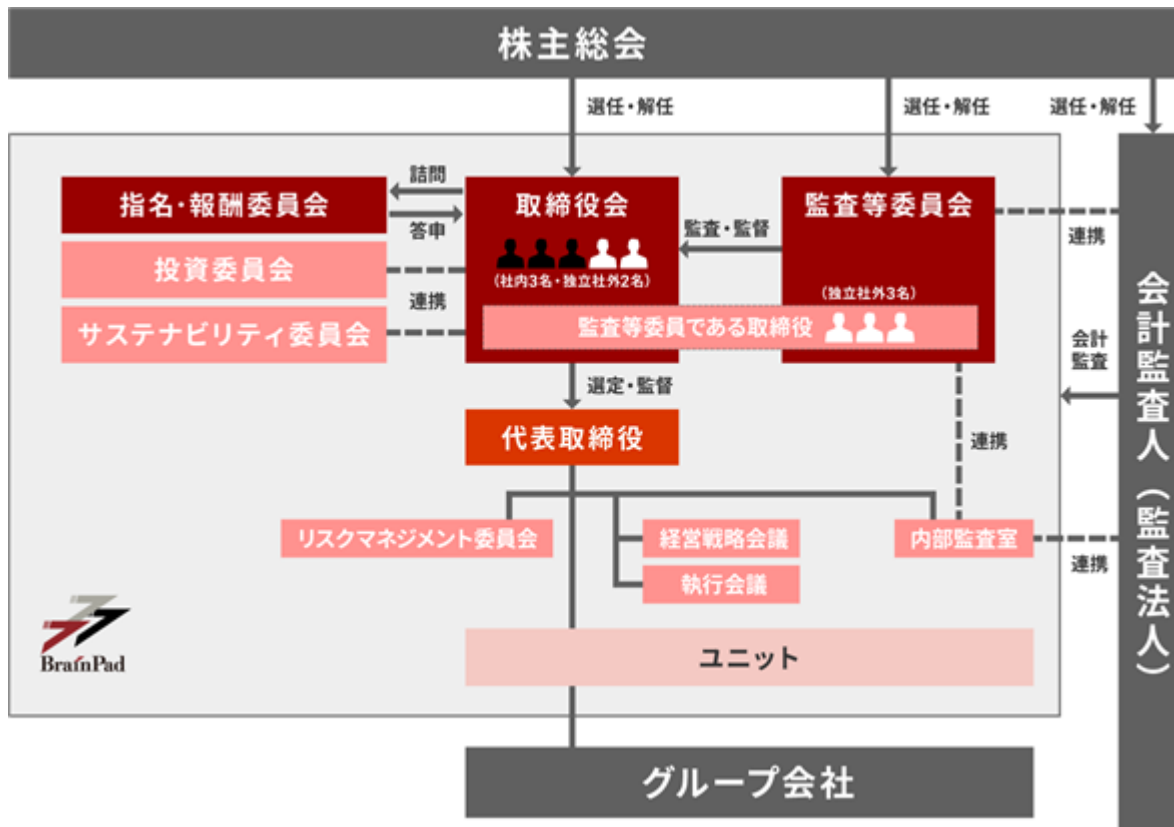 株主総会
選任・解任
選任・解任
選任・解任
指名・報酬委員会
詰問
答申
取締役会
(社内3名・独立社外2名)
監査・監督
監査等委員会
(独立社外3名)
連携
投資委員会
連携
サステナビリティ委員会
監査等委員である取締役
会計
監査
会計監査人(監査法人)
選定・監督
代表取締役
連携
リスクマネジメント委員会
経営戦略会議
執行会議
内部監査室
連携
BrainPad
ユニット
グループ会社